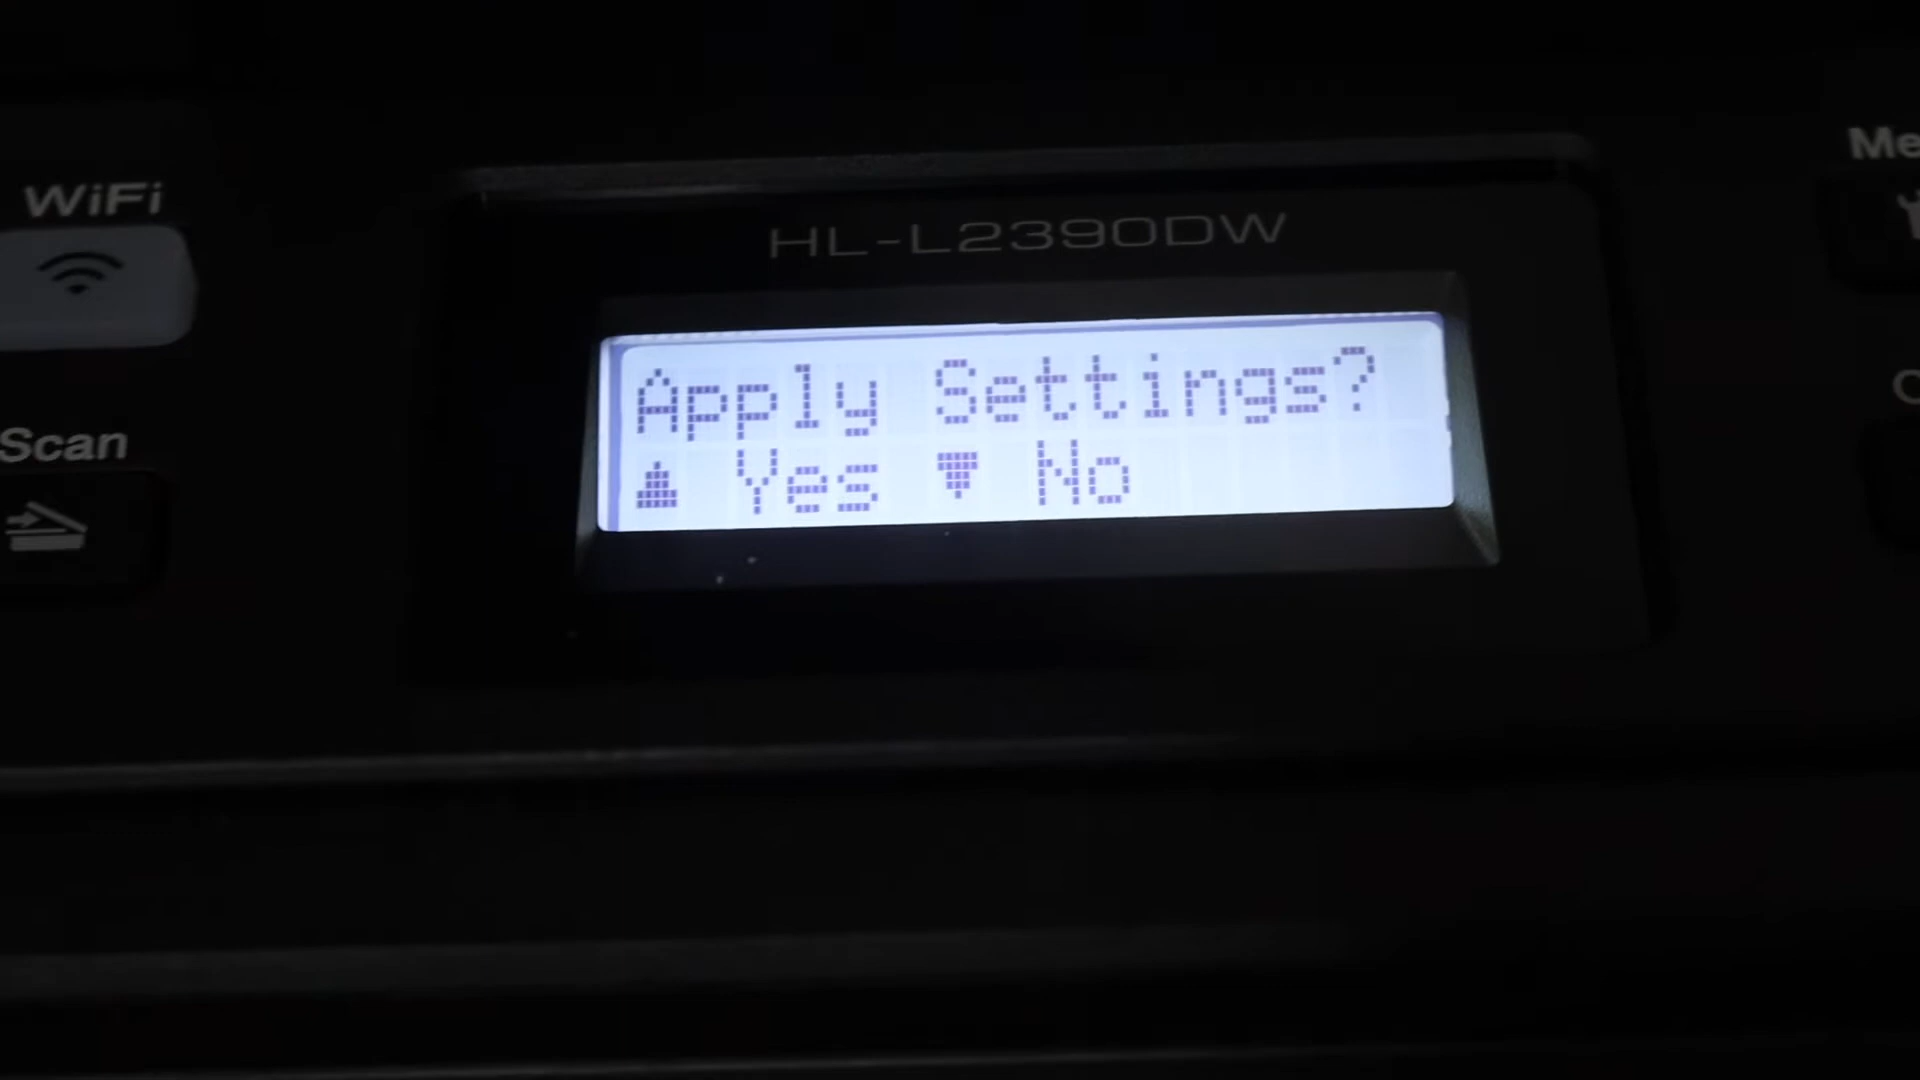 WiFi
HL-L2390DW
Apply Settings?
▲ Yes ▼ No
Scan